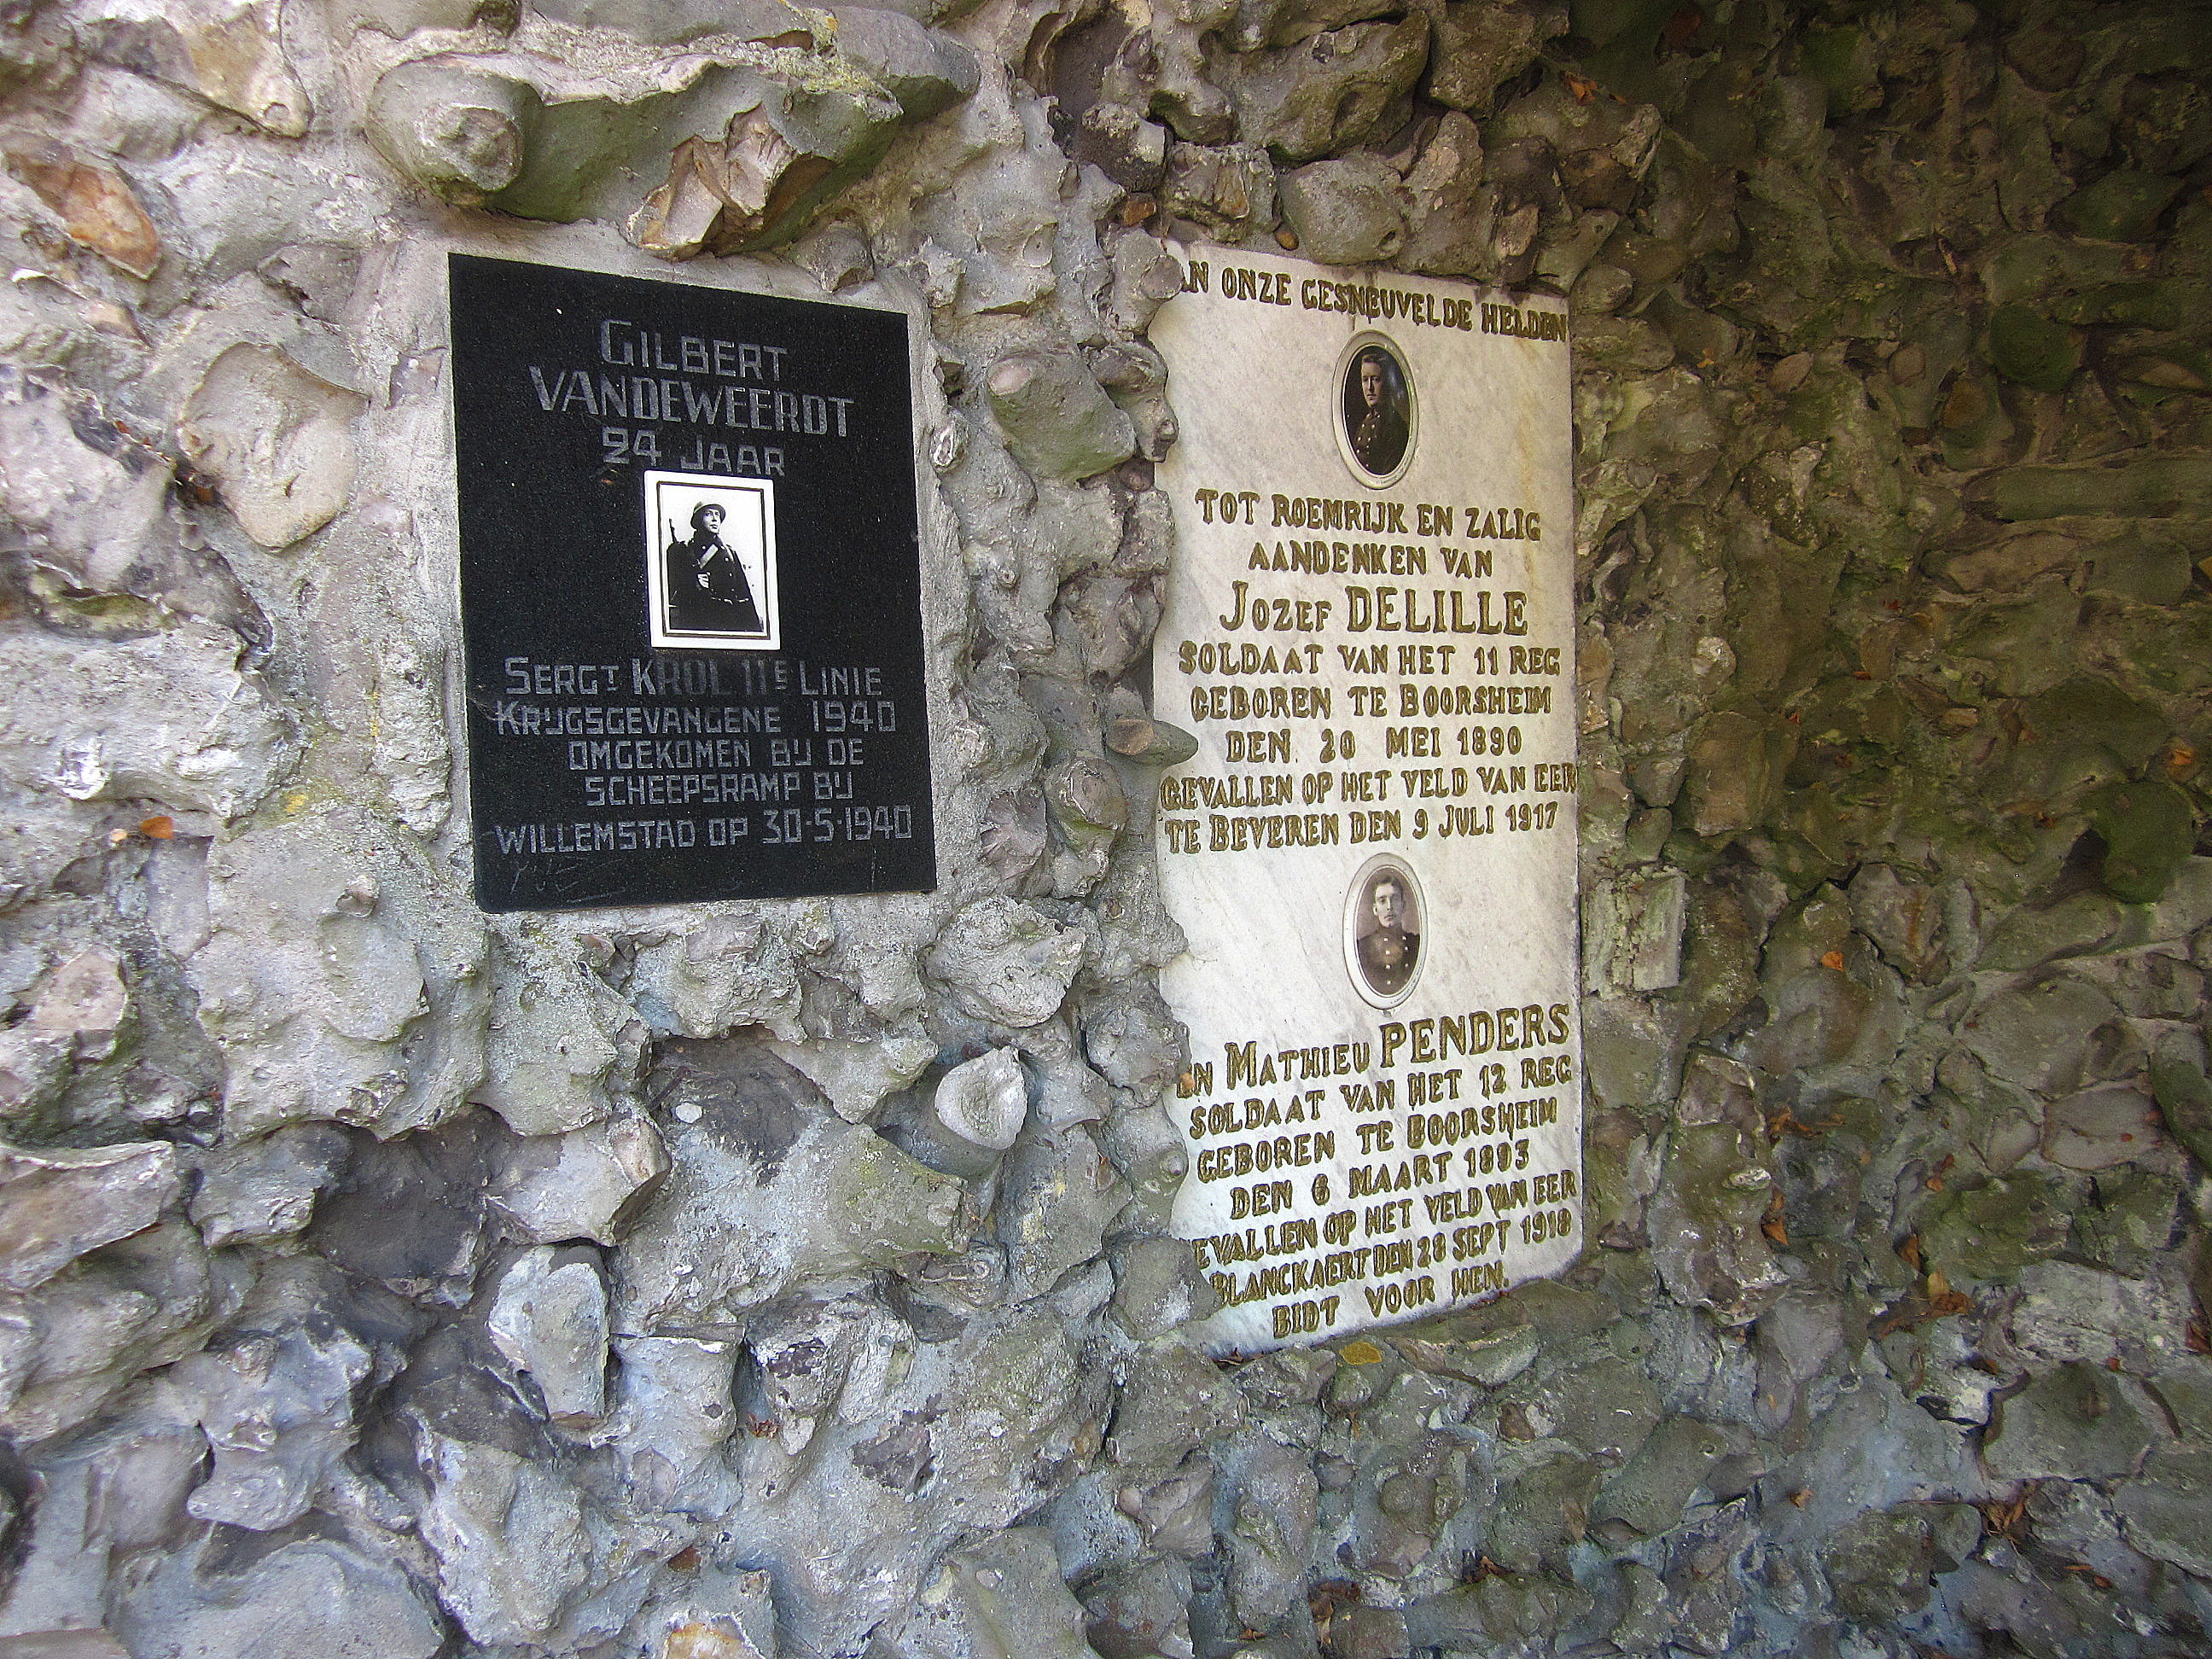 GILBERT
VANDEWEERDT
24 JAAR
SERGT KROL 11E LINIE
KRIJGSGEVANGENE 1940
OMGEKOMEN BIJ DE
SCHEEPSRAMP BIJ
WILLEMSTAD OP 30-5-1940
AN ONZE GESNEUVELDE HELDEN
TOT ROEMRIJK EN ZALIG
AANDENKEN VAN
JOZEF DELILLE
SOLDAAT VAN HET 11 REG
GEBOREN TE BOORSHEIM
DEN 20 MEI 1890
GEVALLEN OP HET VELD VAN EER
TE BEVEREN DEN 9 JULI 1917
EN MATHIEU PENDERS
SOLDAAT VAN HET 12 REG
GEBOREN TE BOORSHEIM
DEN 6 MAART 1893
EVALLEN OP HET VELD VAN EER
BLANCKAERT DEN 28 SEPT 1918
BIDT VOOR HEN.